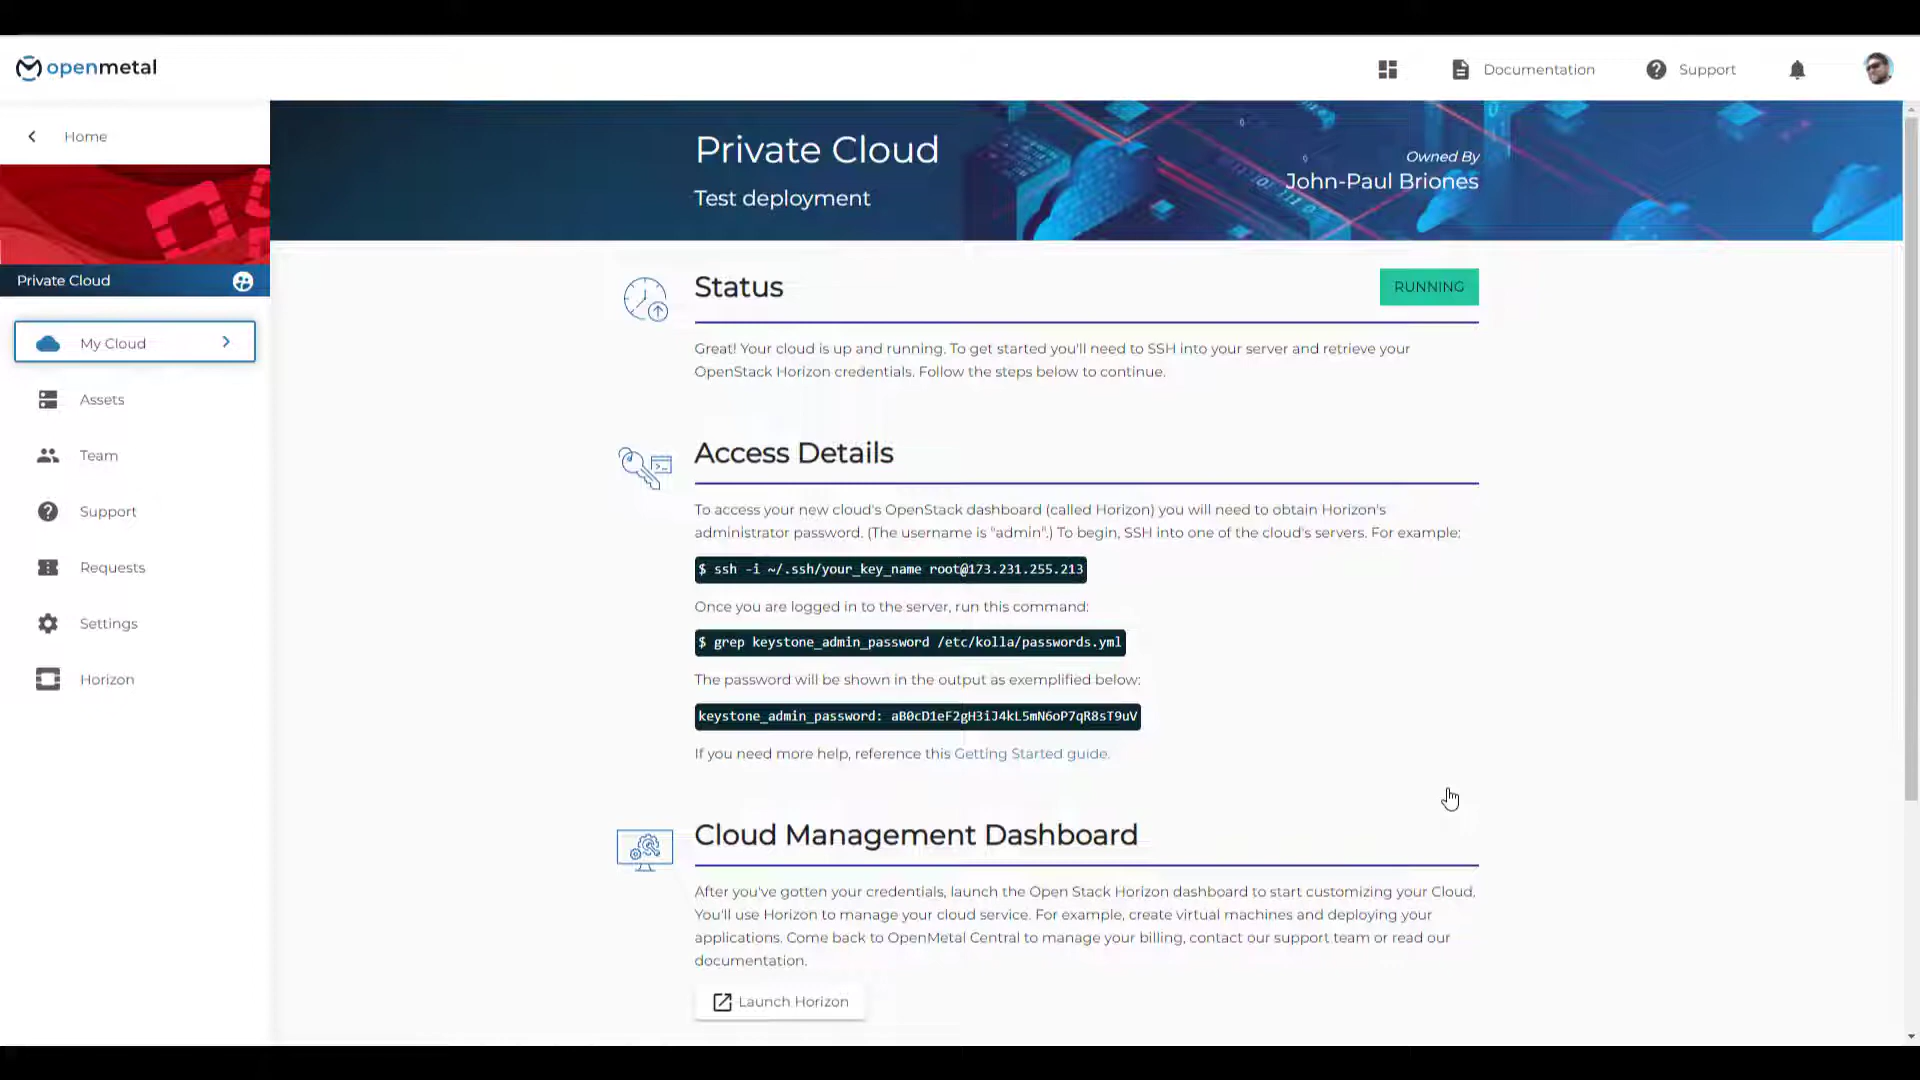 openmetal
Documentation
Support
Home
Private Cloud
My Cloud
Assets
Team
Support
Requests
Settings
Horizon
Private Cloud
Test deployment
Owned By
John-Paul Briones
Status
RUNNING
Great! Your cloud is up and running. To get started you'll need to SSH into your server and retrieve your
OpenStack Horizon credentials. Follow the steps below to continue.
Access Details
To access your new cloud's OpenStack dashboard (called Horizon) you will need to obtain Horizon's
administrator password. (The username is "admin".) To begin, SSH into one of the cloud's servers. For example:
$ ssh -i ~/.ssh/your_key_name root@173.231.255.213
Once you are logged in to the server, run this command:
$ grep keystone_admin_password /etc/kolla/passwords.yml
The password will be shown in the output as exemplified below:
keystone_admin_password: aB0cD1eF2gH3iJ4kL5mN6oP7qR8sT9uV
If you need more help, reference this Getting Started guide.
Cloud Management Dashboard
After you've gotten your credentials, launch the Open Stack Horizon dashboard to start customizing your Cloud.
You'll use Horizon to manage your cloud service. For example, create virtual machines and deploying your
applications. Come back to OpenMetal Central to manage your billing, contact our support team or read our
documentation.
Launch Horizon